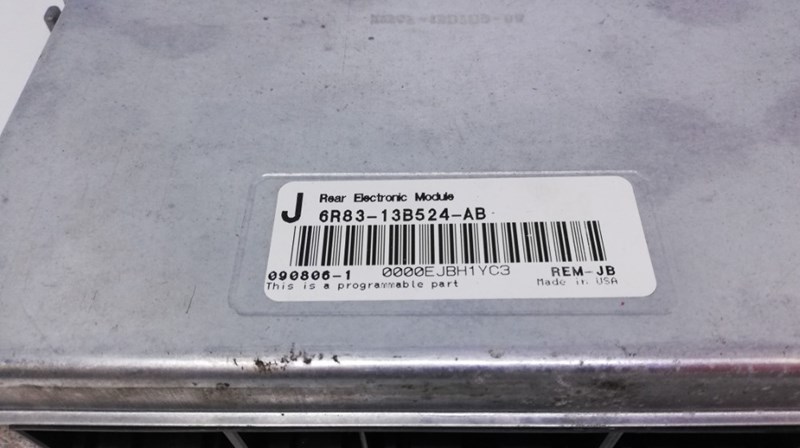 J Rear Electronic Module
6R83-13B524-AB
090806-1 0000EJBH1YC3 REM-JB
This is a programmable part Made in USA